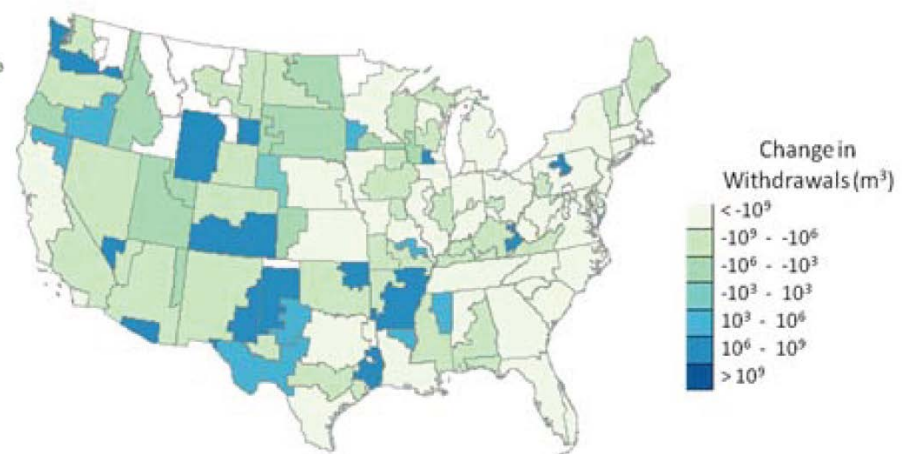 Change in
Withdrawals (m³)
< -10⁹
-10⁹ - -10⁶
-10⁶ - -10³
-10³ - 10³
10³ - 10⁶
10⁶ - 10⁹
> 10⁹